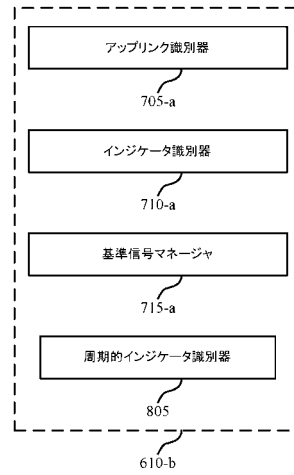 アップリンク識別器
705-a
インジケータ識別器
710-a
基準信号マネージャ
715-a
周期的インジケータ識別器
805
610-b